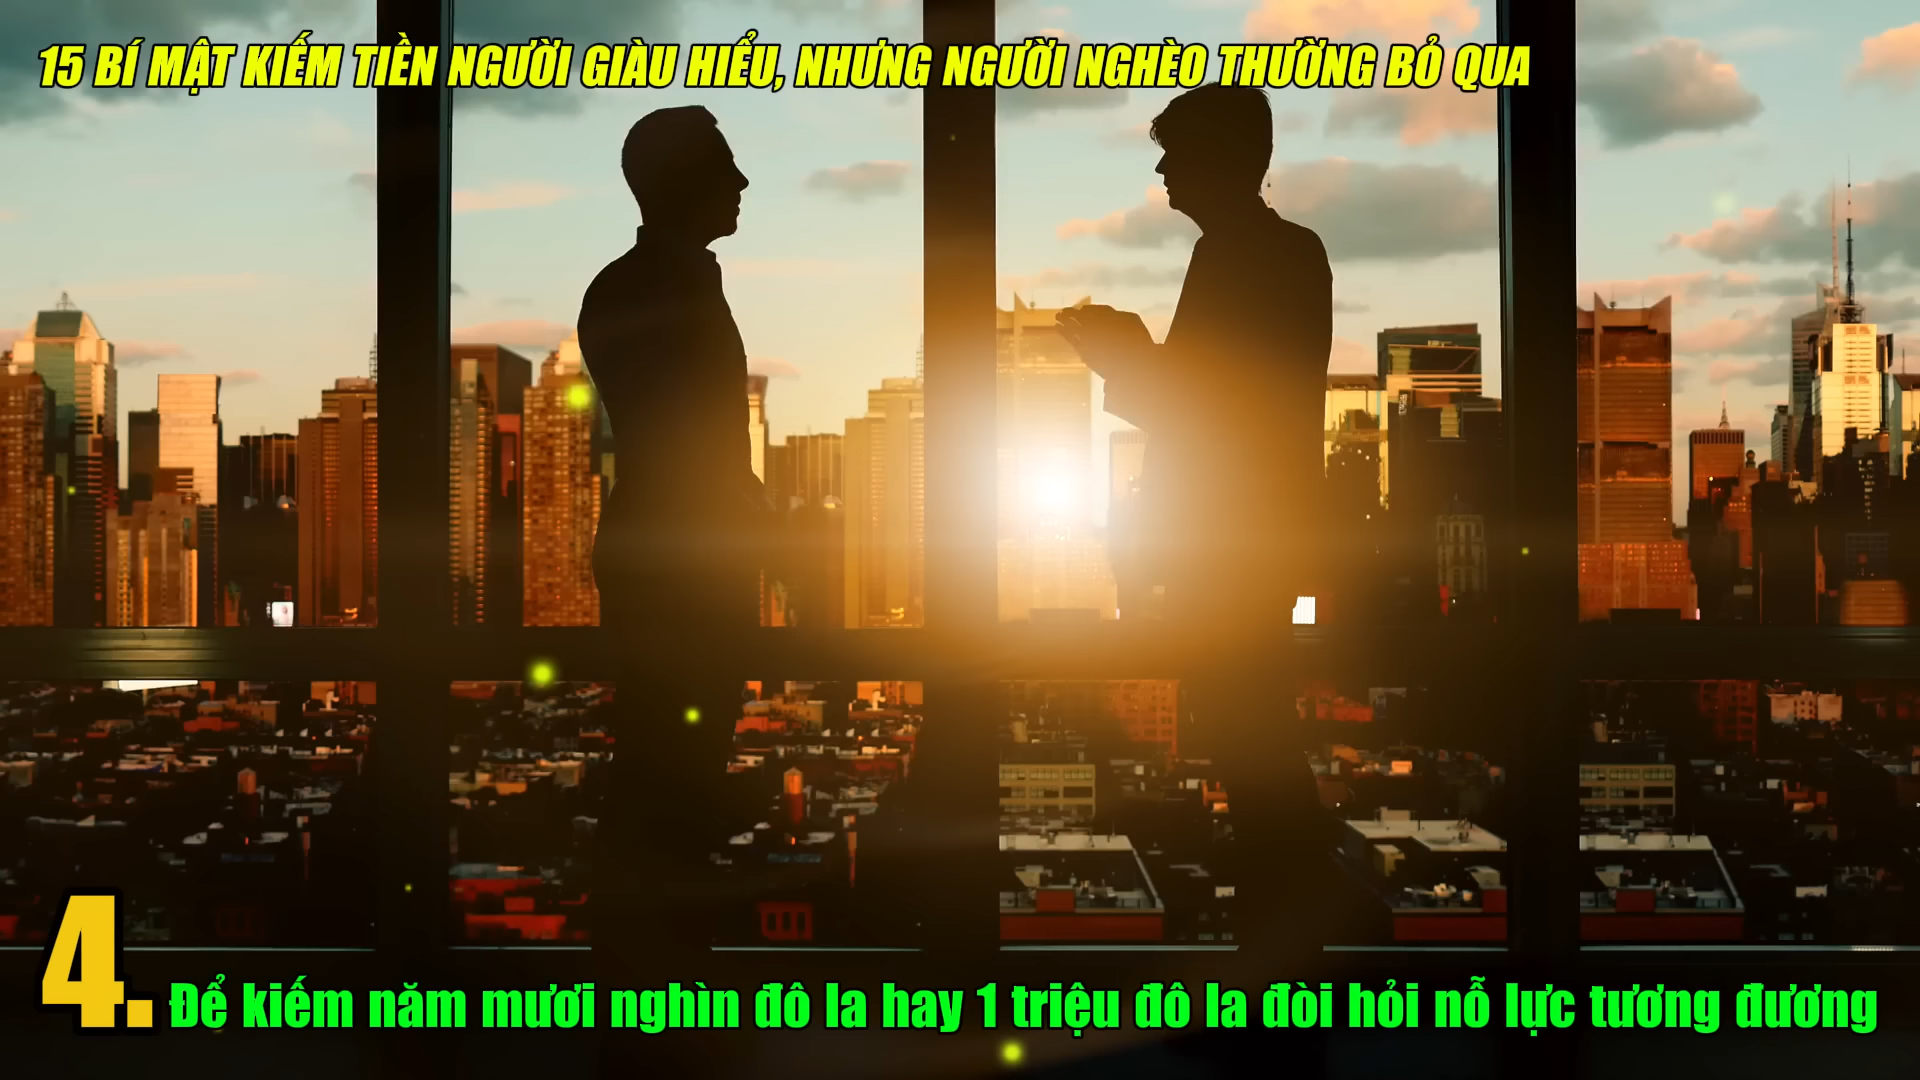 15 BÍ MẬT KIẾM TIỀN NGƯỜI GIÀU HIỂU, NHƯNG NGƯỜI NGHÈO THƯỜNG BỎ QUA
4. Để kiếm năm mươi nghìn đô la hay 1 triệu đô la đòi hỏi nỗ lực tương đương